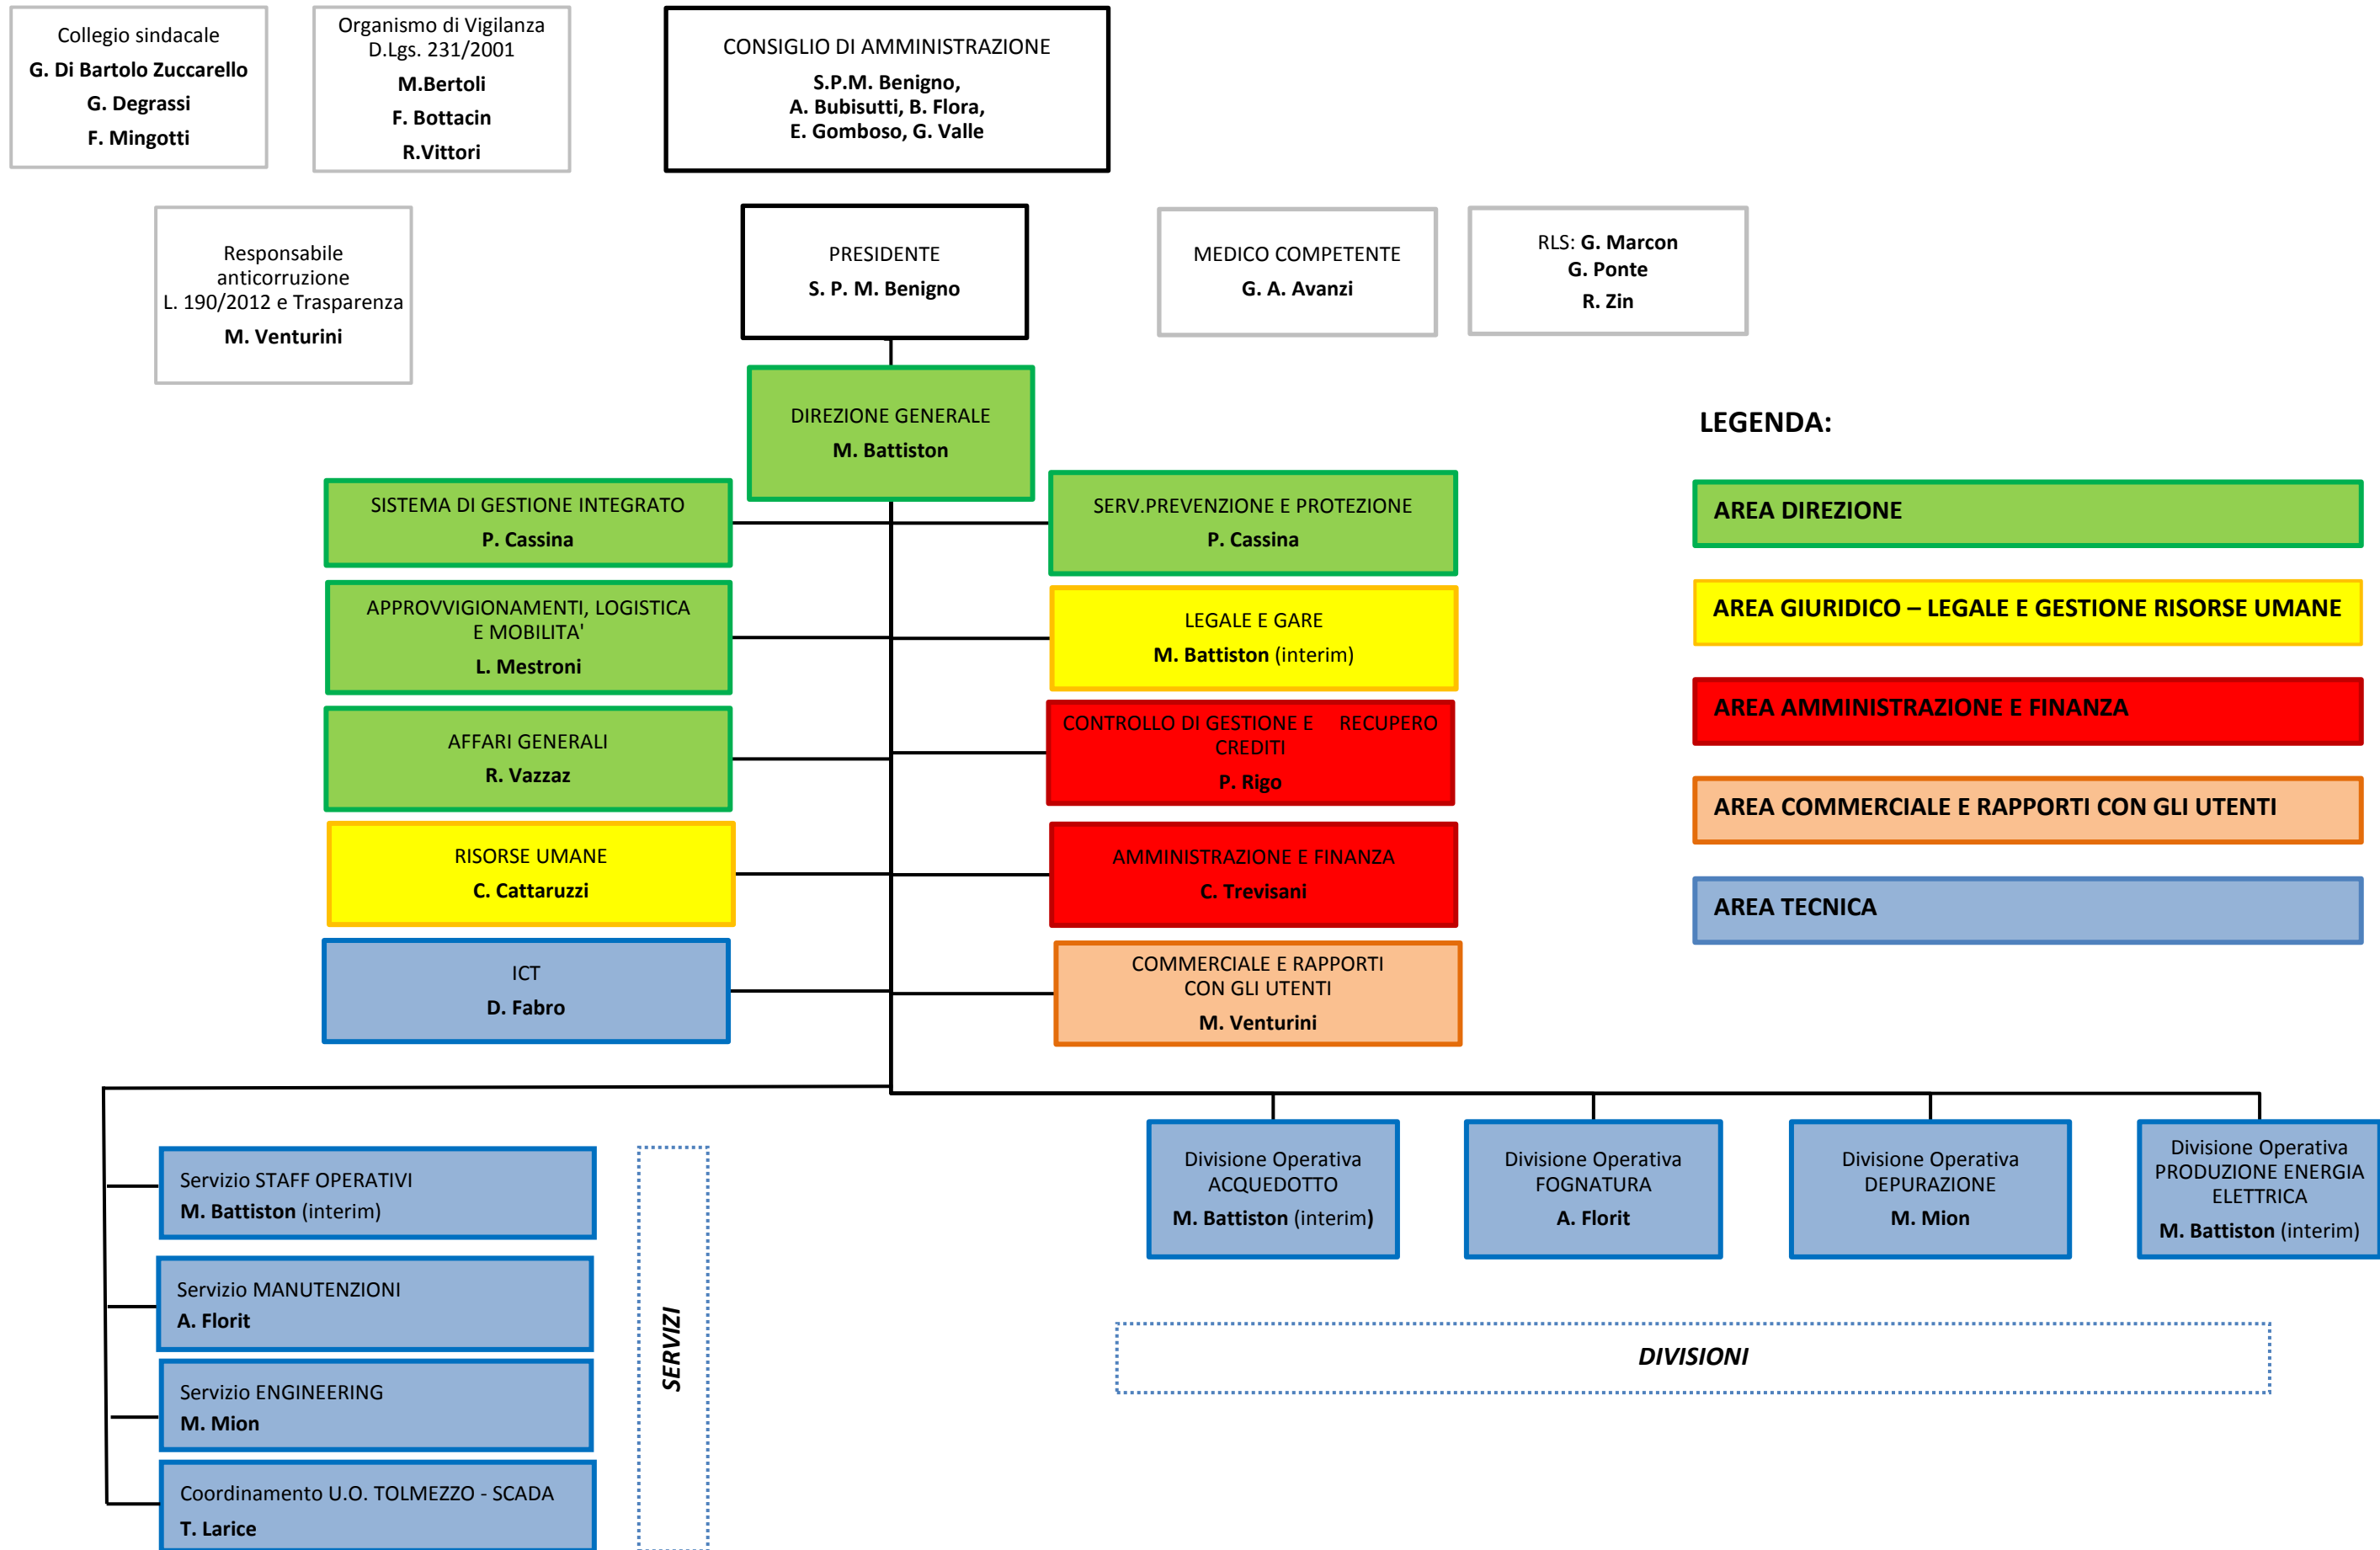 Collegio sindacale
G. Di Bartolo Zuccarello
G. Degrassi
F. Mingotti
Organismo di Vigilanza
D.Lgs. 231/2001
M.Bertoli
F. Bottacin
R.Vittori
CONSIGLIO DI AMMINISTRAZIONE
S.P.M. Benigno,
A. Bubisutti, B. Flora,
E. Gomboso, G. Valle
Responsabile
anticorruzione
L. 190/2012 e Trasparenza
M. Venturini
PRESIDENTE
S. P. M. Benigno
MEDICO COMPETENTE
G. A. Avanzi
RLS: G. Marcon
G. Ponte
R. Zin
DIREZIONE GENERALE
M. Battiston
SISTEMA DI GESTIONE INTEGRATO
P. Cassina
SERV.PREVENZIONE E PROTEZIONE
P. Cassina
APPROVVIGIONAMENTI, LOGISTICA
E MOBILITA'
L. Mestroni
LEGALE E GARE
M. Battiston (interim)
AFFARI GENERALI
R. Vazzaz
CONTROLLO DI GESTIONE E RECUPERO
CREDITI
P. Rigo
RISORSE UMANE
C. Cattaruzzi
AMMINISTRAZIONE E FINANZA
C. Trevisani
ICT
D. Fabro
COMMERCIALE E RAPPORTI
CON GLI UTENTI
M. Venturini
LEGENDA:
AREA DIREZIONE
AREA GIURIDICO – LEGALE E GESTIONE RISORSE UMANE
AREA AMMINISTRAZIONE E FINANZA
AREA COMMERCIALE E RAPPORTI CON GLI UTENTI
AREA TECNICA
Servizio STAFF OPERATIVI
M. Battiston (interim)
Servizio MANUTENZIONI
A. Florit
Servizio ENGINEERING
M. Mion
Coordinamento U.O. TOLMEZZO - SCADA
T. Larice
SERVIZI
Divisione Operativa
ACQUEDOTTO
M. Battiston (interim)
Divisione Operativa
FOGNATURA
A. Florit
Divisione Operativa
DEPURAZIONE
M. Mion
Divisione Operativa
PRODUZIONE ENERGIA
ELETTRICA
M. Battiston (interim)
DIVISIONI